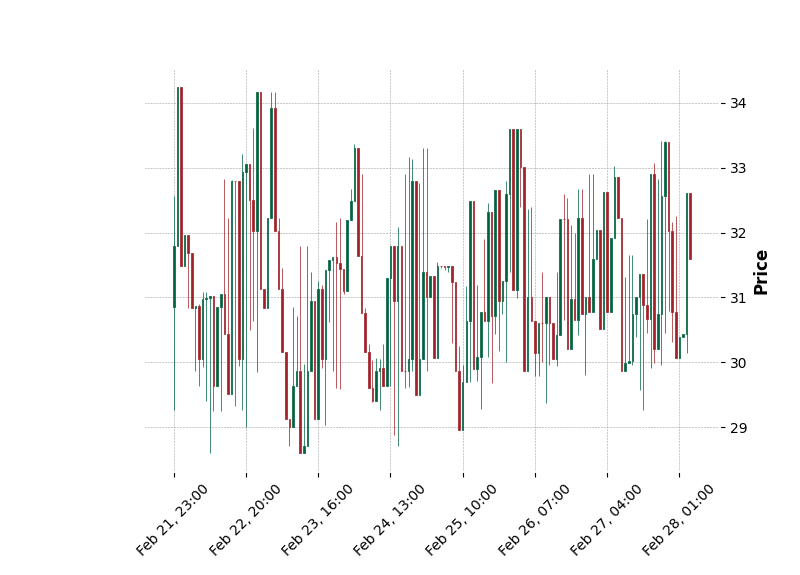 34
33
32
31
30
29
Price
Feb 21, 23:00
Feb 22, 20:00
Feb 23, 16:00
Feb 24, 13:00
Feb 25, 10:00
Feb 26, 07:00
Feb 27, 04:00
Feb 28, 01:00